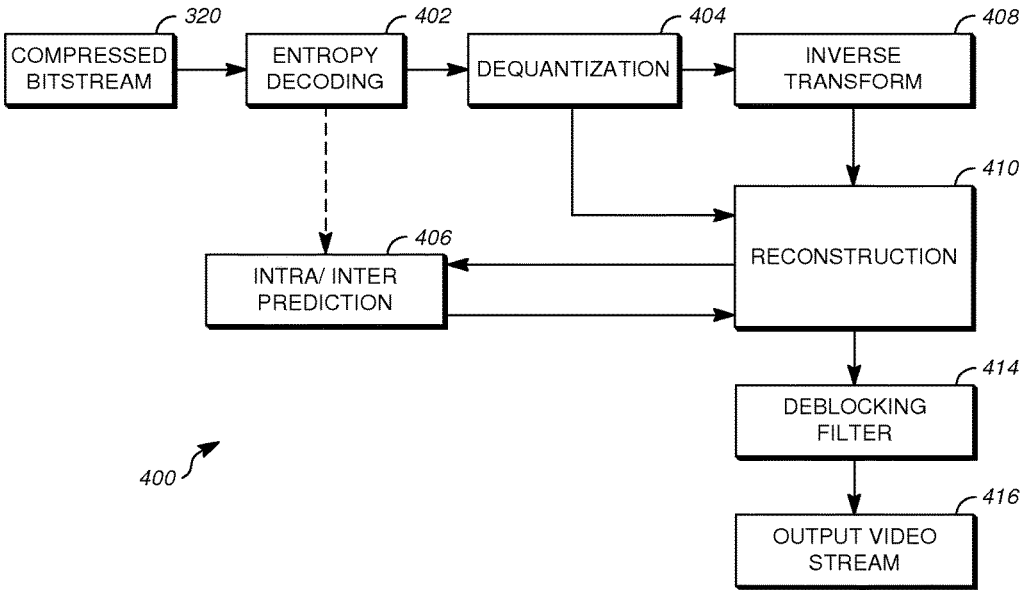 320
402
404
408
COMPRESSED
BITSTREAM
ENTROPY
DECODING
DEQUANTIZATION
INVERSE
TRANSFORM
410
406
INTRA/ INTER
PREDICTION
RECONSTRUCTION
414
DEBLOCKING
FILTER
400
416
OUTPUT VIDEO
STREAM